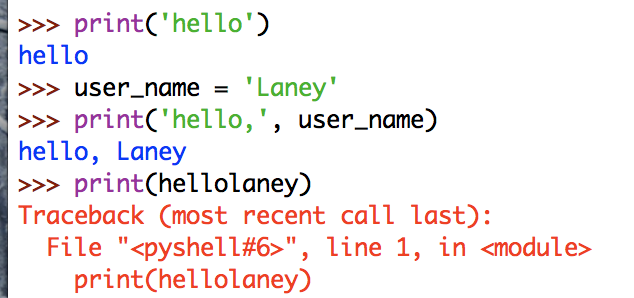 >>> print('hello')
hello
>>> user_name = 'Laney'
>>> print('hello,', user_name)
hello, Laney
>>> print(hellolaney)
Traceback (most recent call last):
  File "<pyshell#6>", line 1, in <module>
    print(hellolaney)